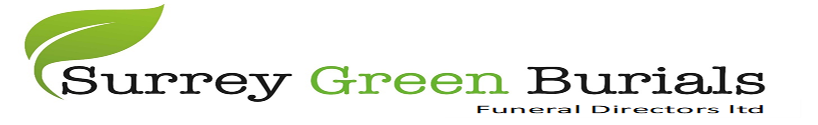 Surrey Green Burials
Funeral Directors ltd